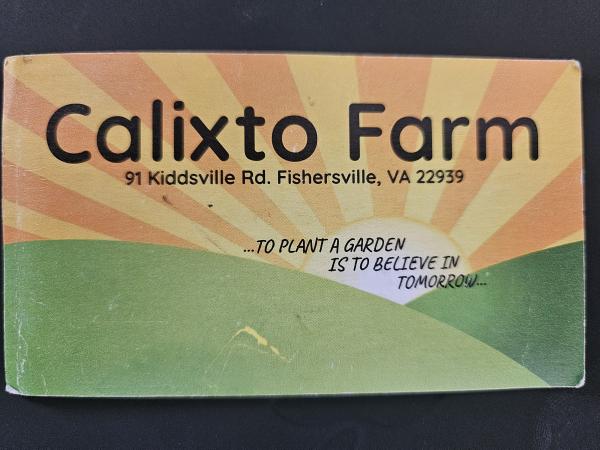 Calixto Farm
91 Kiddsville Rd. Fishersville, VA 22939
...TO PLANT A GARDEN
IS TO BELIEVE IN
TOMORROW...